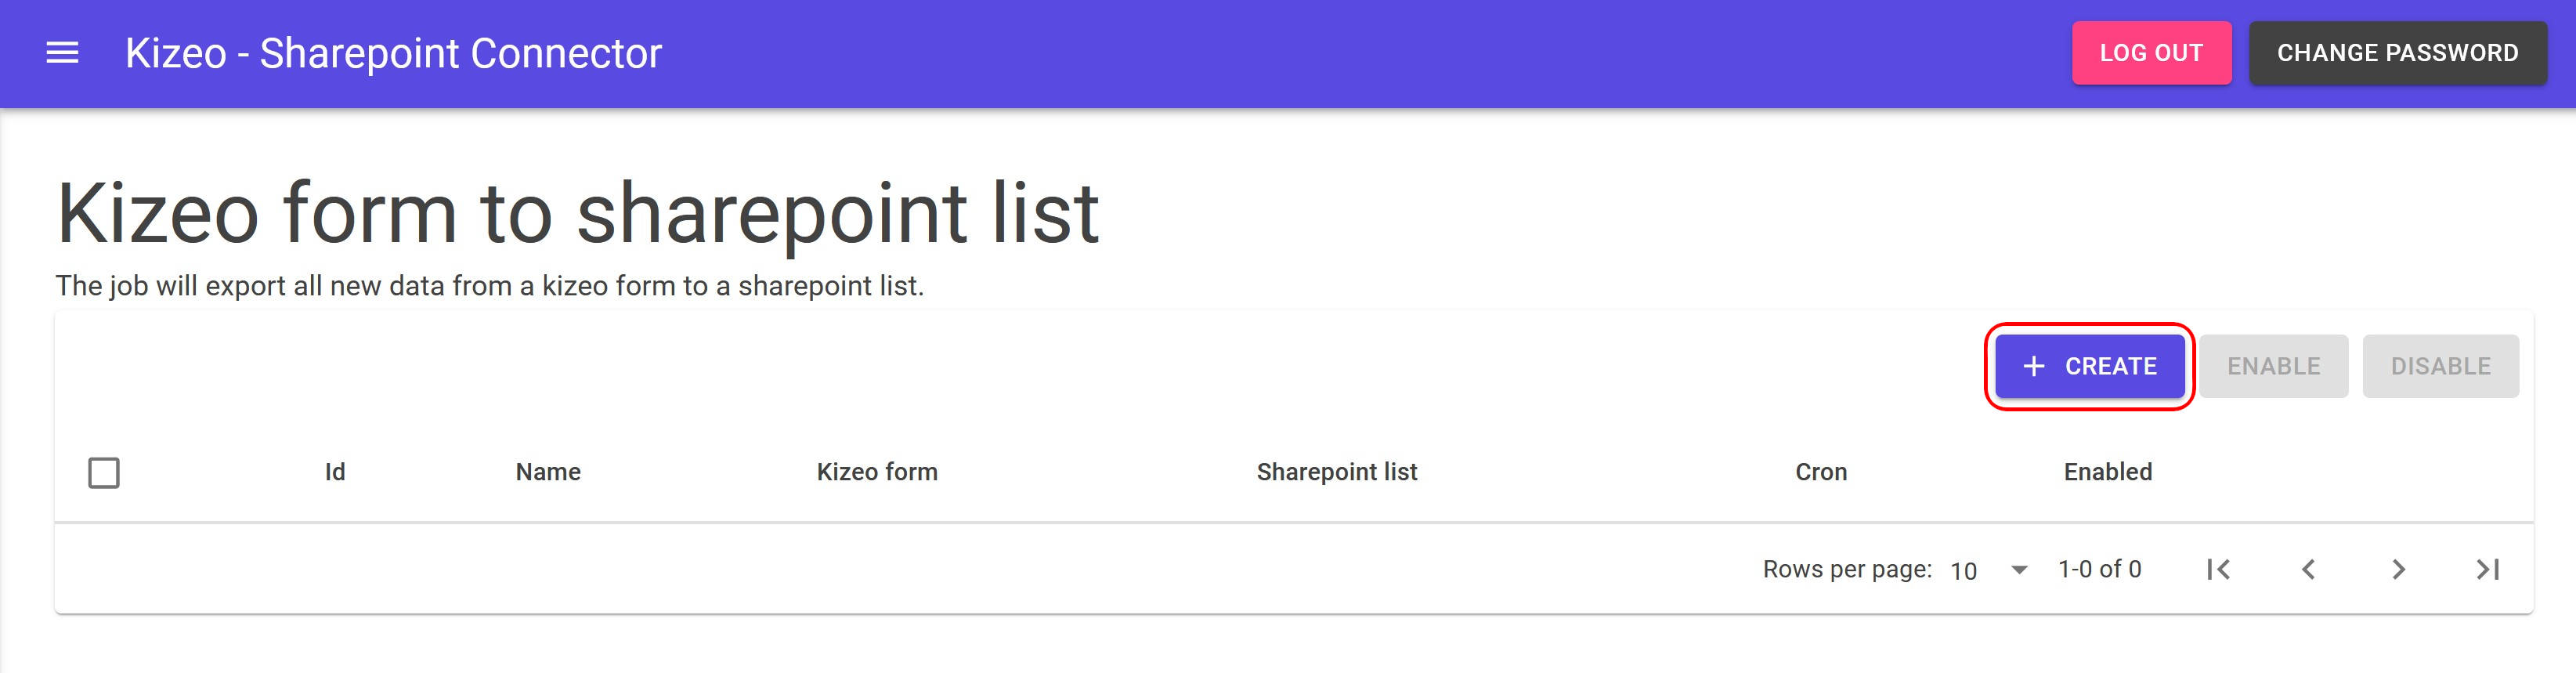 Kizeo - Sharepoint Connector LOG OUT CHANGE PASSWORD
Kizeo form to sharepoint list
The job will export all new data from a kizeo form to a sharepoint list.
+ CREATE ENABLE DISABLE
Id Name Kizeo form Sharepoint list Cron Enabled
Rows per page: 10 1-0 of 0